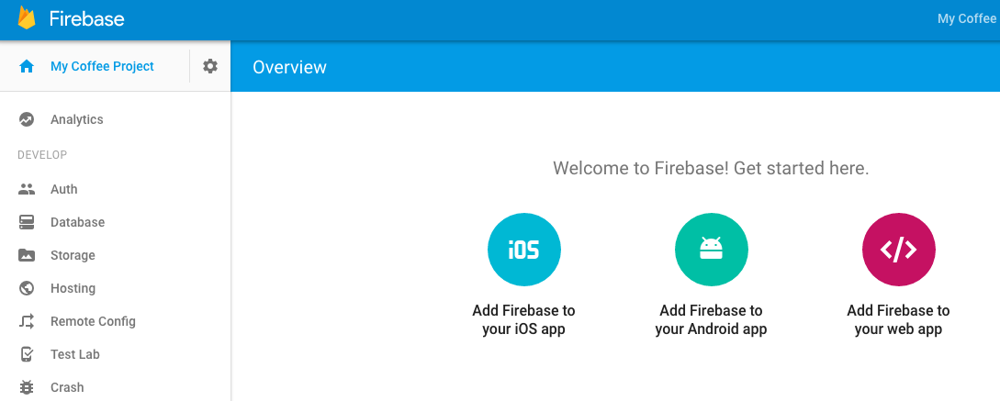 Firebase
My Coffee
My Coffee Project
Overview
Analytics
DEVELOP
Auth
Database
Storage
Hosting
Remote Config
Test Lab
Crash
Welcome to Firebase! Get started here.
iOS
Add Firebase to
your iOS app
</>
Add Firebase to
your Android app
Add Firebase to
your web app